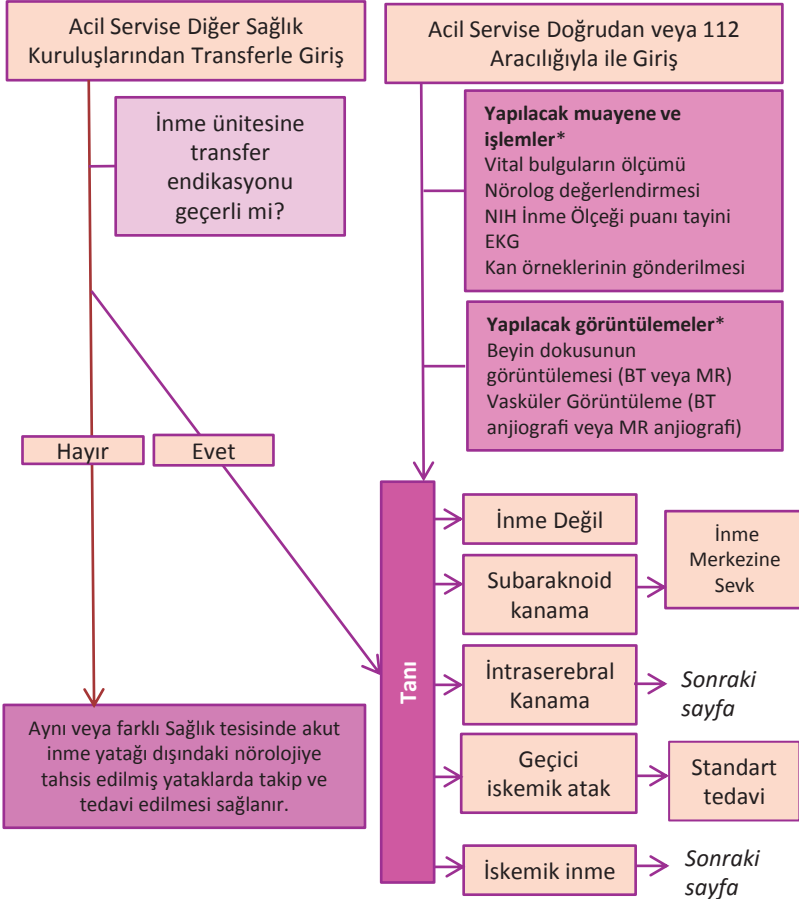 Acil Servise Diğer Sağlık
Kuruluşlarından Transferle Giriş
Acil Servise Doğrudan veya 112
Aracılığıyla ile Giriş
İnme ünitesine
transfer
endikasyonu
geçerli mi?
Yapılacak muayene ve
işlemler*
Vital bulguların ölçümü
Nörolog değerlendirmesi
NIH İnme Ölçeği puanı tayini
EKG
Kan örneklerinin gönderilmesi
Yapılacak görüntülemeler*
Beyin dokusunun
görüntülemesi (BT veya MR)
Vasküler Görüntüleme (BT
anjiografi veya MR anjiografi)
Hayır
Evet
Aynı veya farklı Sağlık tesisinde akut
inme yatağı dışındaki nörolojiye
tahsis edilmiş yataklarda takip ve
tedavi edilmesi sağlanır.
Tanı
İnme Değil
Subaraknoid
kanama
İnme
Merkezine
Sevk
İntraserebral
Kanama
Sonraki
sayfa
Geçici
iskemik atak
Standart
tedavi
İskemik inme
Sonraki
sayfa